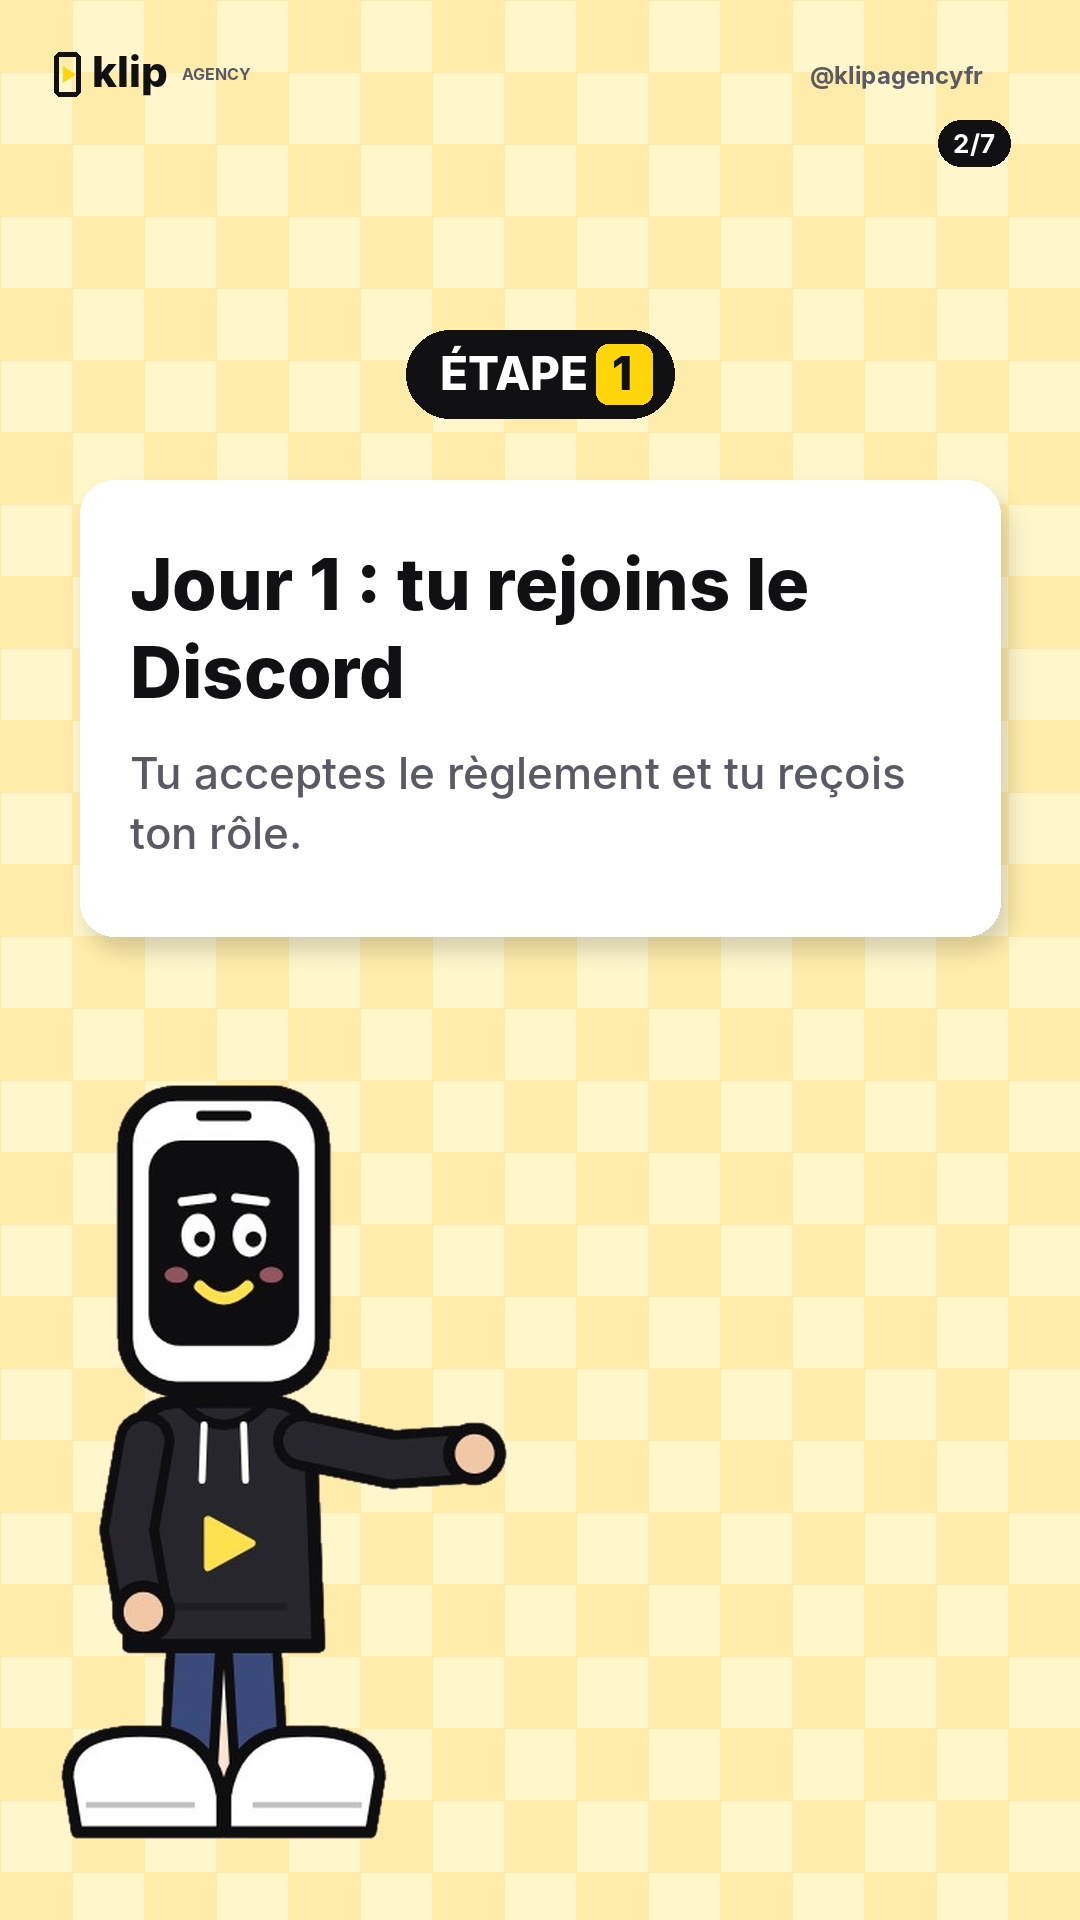 klip AGENCY
@klipagencyfr
2/7
ÉTAPE 1
Jour 1 : tu rejoins le
Discord
Tu acceptes le règlement et tu reçois
ton rôle.